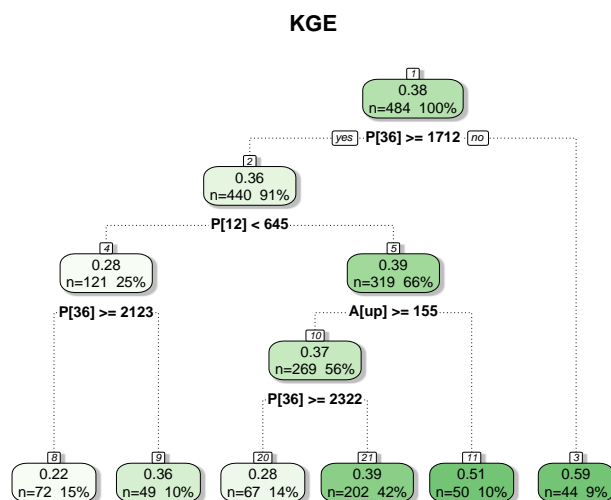 KGE
1
0.38
n=484 100%
yes P[36] >= 1712 no
2
0.36
n=440 91%
P[12] < 645
4
0.28
n=121 25%
5
0.39
n=319 66%
P[36] >= 2123
A[up] >= 155
10
0.37
n=269 56%
P[36] >= 2322
8
0.22
n=72 15%
9
0.36
n=49 10%
20
0.28
n=67 14%
21
0.39
n=202 42%
11
0.51
n=50 10%
3
0.59
n=44 9%